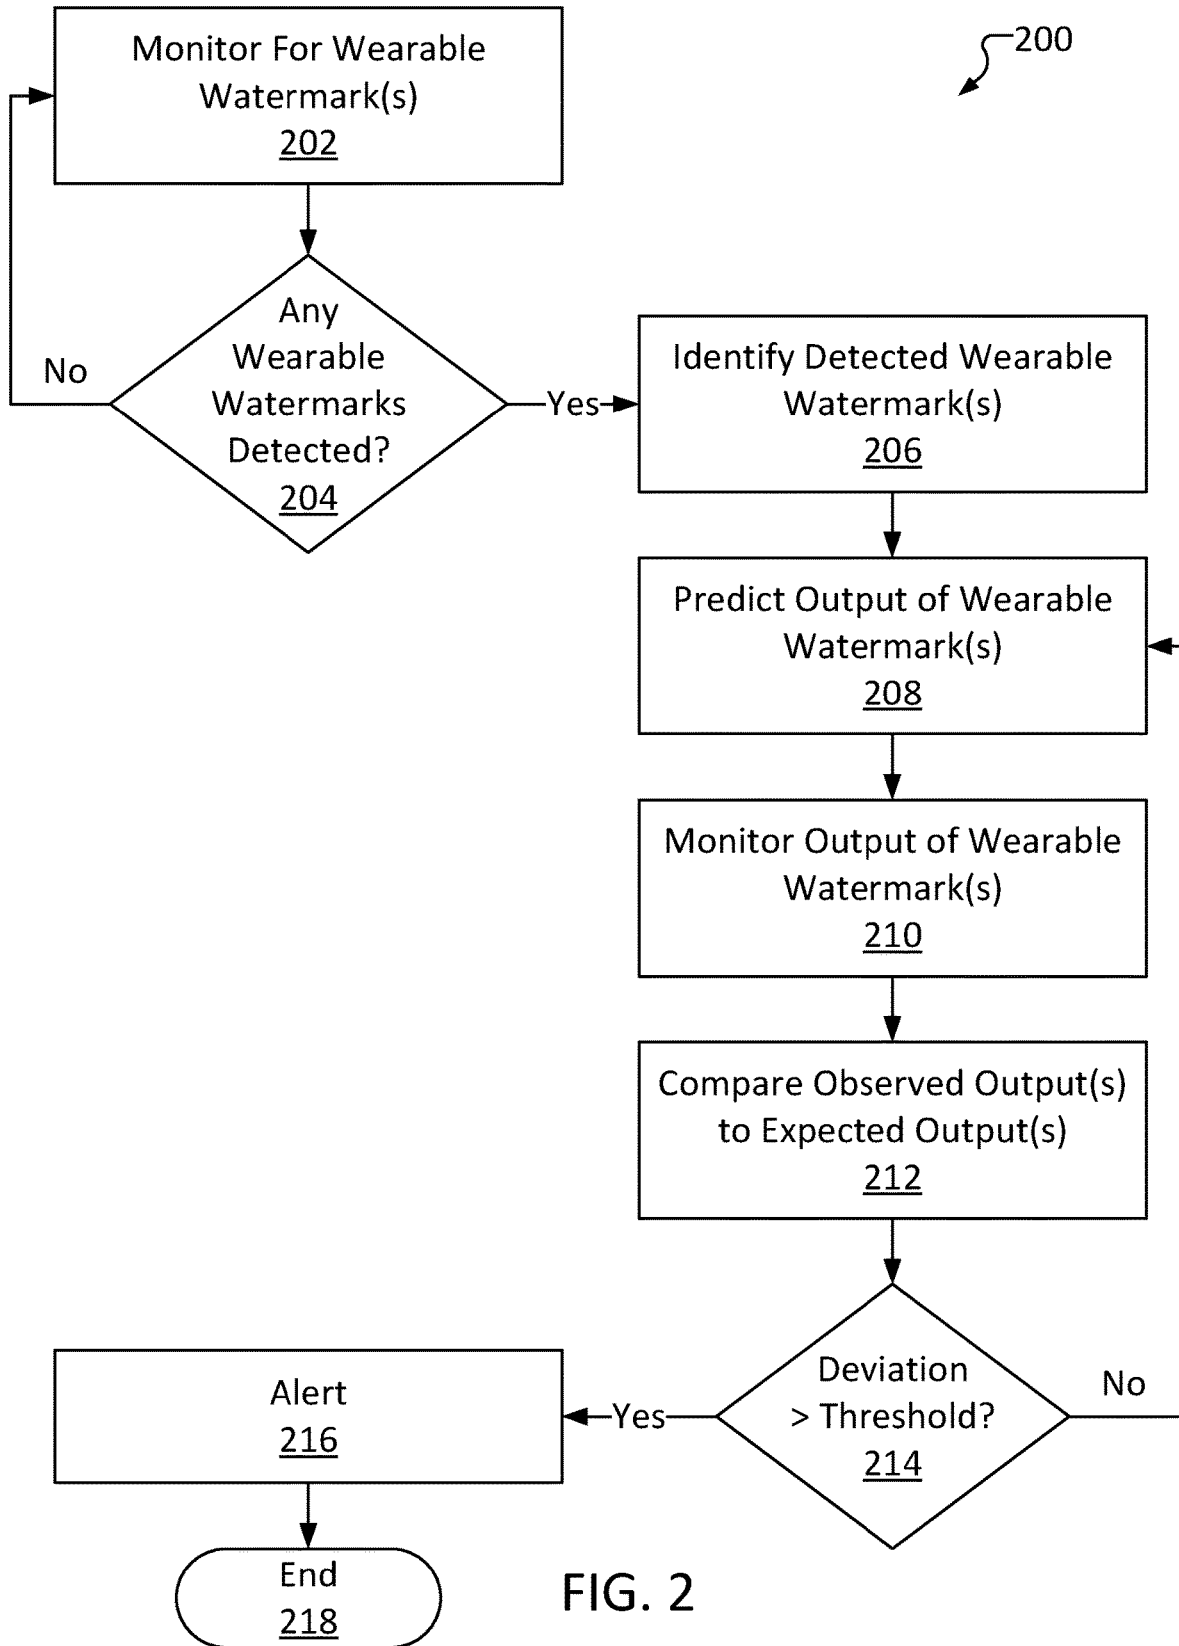 Monitor For Wearable
Watermark(s)
202
200
Any
Wearable
Watermarks
Detected?
204
No
Yes
Identify Detected Wearable
Watermark(s)
206
Predict Output of Wearable
Watermark(s)
208
Monitor Output of Wearable
Watermark(s)
210
Compare Observed Output(s)
to Expected Output(s)
212
Deviation
> Threshold?
214
No
Yes
Alert
216
End
218
FIG. 2